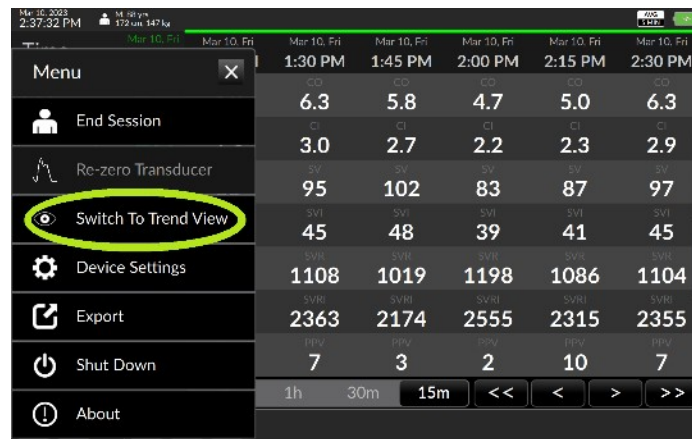 Mar 10, 2023
2:37:32 PM
172 cm, 147 kg
AVG
5 MIN
Mar 10, Fri Mar 10, Fri Mar 10, Fri Mar 10, Fri Mar 10, Fri Mar 10, Fri Mar 10, Fri
1:30 PM 1:45 PM 2:00 PM 2:15 PM 2:30 PM
Menu X
End Session
Re-zero Transducer
Switch To Trend View
Device Settings
Export
Shut Down
About
CO CO CO CO CO
6.3 5.8 4.7 5.0 6.3
CI CI CI CI CI
3.0 2.7 2.2 2.3 2.9
SV SV SV SV SV
95 102 83 87 97
SVI SVI SVI SVI SVI
45 48 39 41 45
SVR SVR SVR SVR SVR
1108 1019 1198 1086 1104
SVRI SVRI SVRI SVRI SVRI
2363 2174 2555 2315 2355
PPV PPV PPV PPV PPV
7 3 2 10 7
1h 30m 15m << < > >>